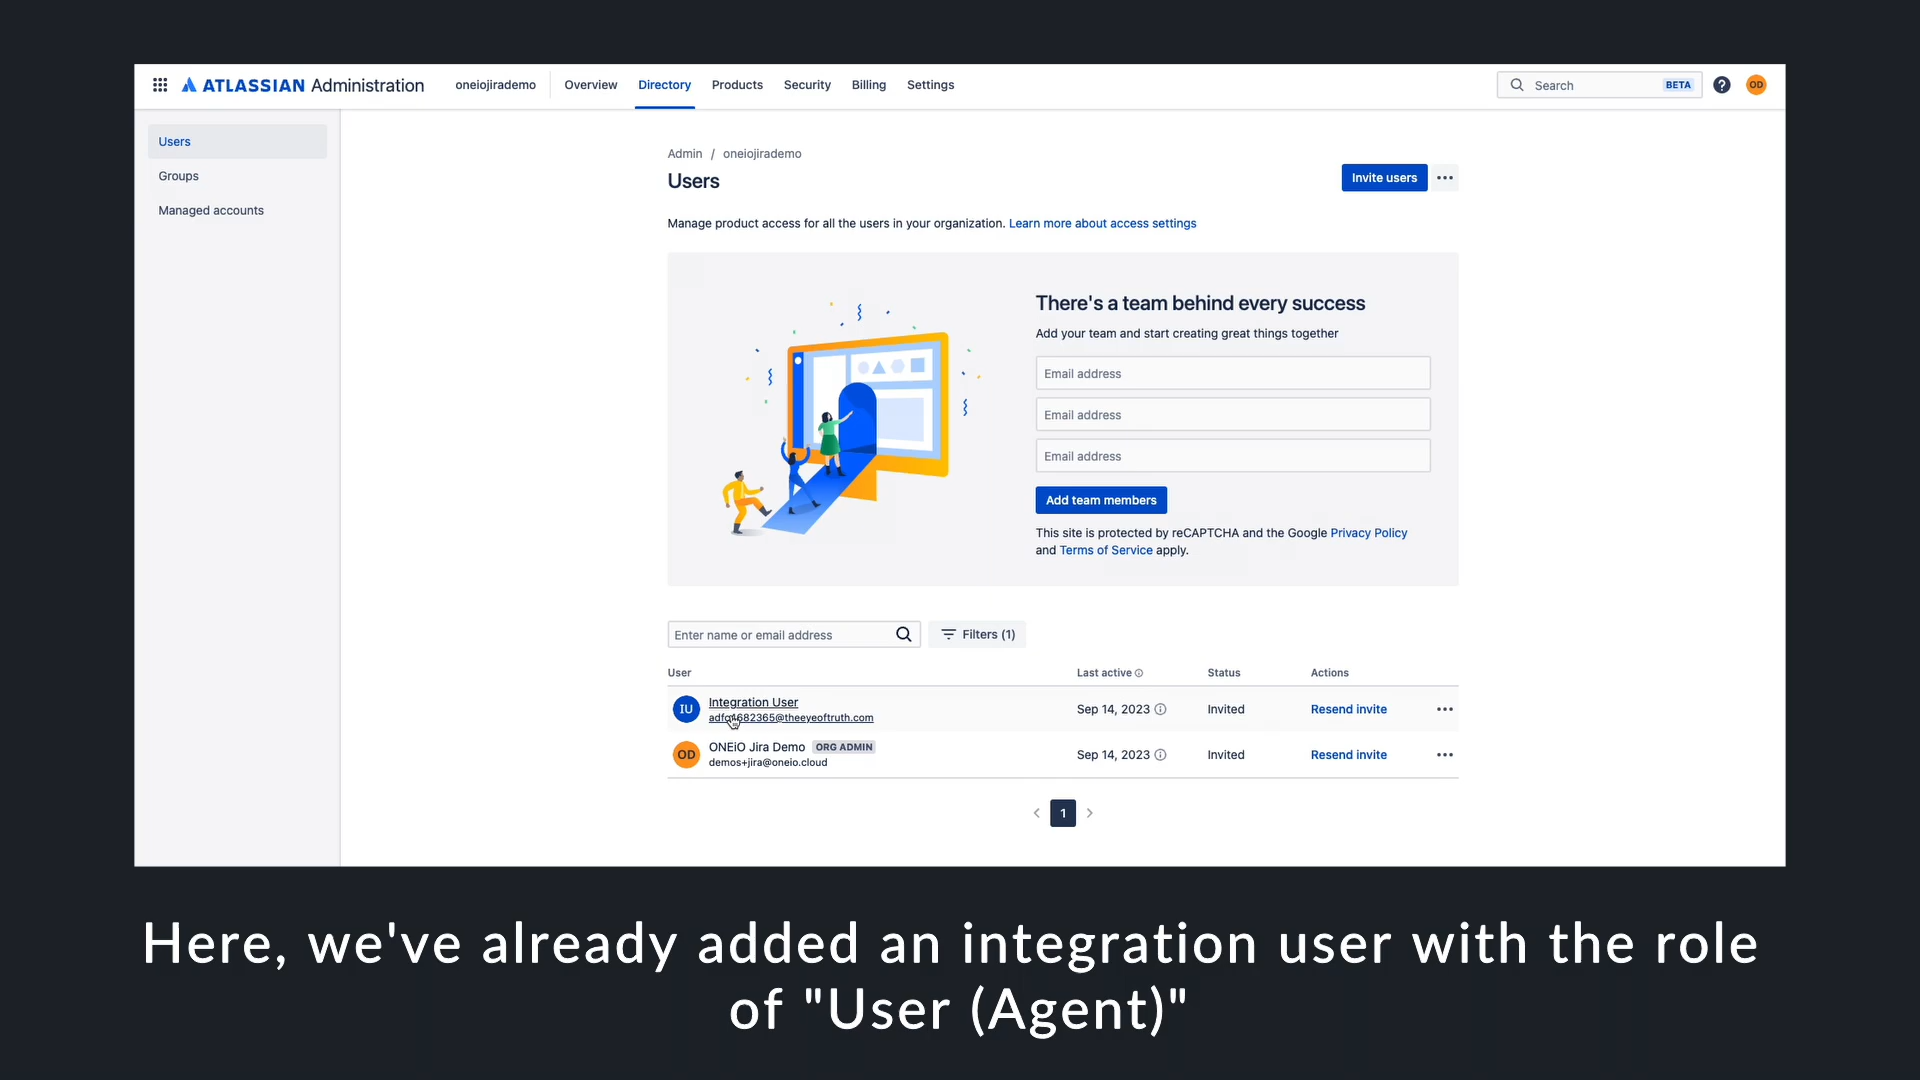 ATLASSIAN Administration oneiojirademo Overview Directory Products Security Billing Settings Search BETA ? OD
Users
Groups
Managed accounts
Admin / oneiojirademo
Users
Invite users
Manage product access for all the users in your organization. Learn more about access settings
There's a team behind every success
Add your team and start creating great things together
Email address
Email address
Email address
Add team members
This site is protected by reCAPTCHA and the Google Privacy Policy
and Terms of Service apply.
Enter name or email address Filters (1)
User Last active Status Actions
IU Integration User Sep 14, 2023 Invited Resend invite
OD ONEiO Jira Demo ORG ADMIN Sep 14, 2023 Invited Resend invite
demos+jira@oneio.cloud
1
Here, we've already added an integration user with the role
of "User (Agent)"